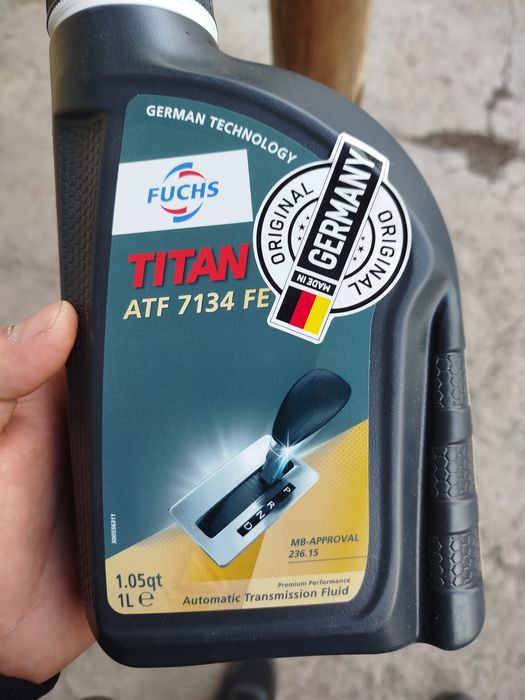 GERMAN TECHNOLOGY
FUCHS
ORIGINAL
MADE IN
GERMANY
ORIGINAL
TITAN
ATF 7134 FE
P
R
N
D
MB-APPROVAL
236.15
1.05qt
1L e
Premium Performance
Automatic Transmission Fluid